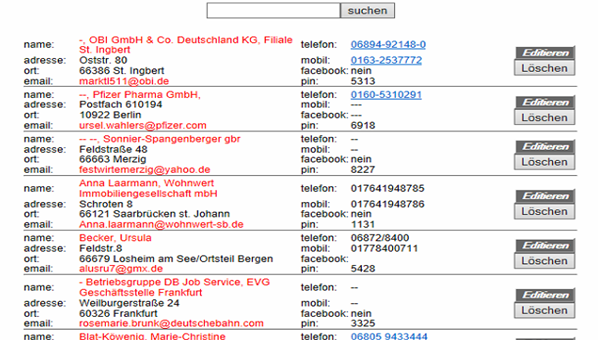 suchen
name: -, OBI GmbH & Co. Deutschland KG, Filiale St. Ingbert telefon: 06894-92148-0
adresse: Oststr. 80 mobil: 0163-2537772 Editieren
ort: 66386 St. Ingbert facebook: nein Löschen
email: marktl511@obi.de pin: 5313
name: --, Pfizer Pharma GmbH, telefon: 0160-5310291
adresse: Postfach 610194 mobil: --- Editieren
ort: 10922 Berlin facebook: --- Löschen
email: ursel.wahlers@pfizer.com pin: 6918
name: -- --, Sonnier-Spangenberger gbr telefon: --
adresse: Feldstraße 48 mobil: -- Editieren
ort: 66663 Merzig facebook: nein Löschen
email: festwirtemerzig@yahoo.de pin: 8227
name: Anna Laarmann, Wohnwert Immobiliengesellschaft mbH telefon: 017641948785
adresse: Schroten 8 mobil: 017641948786 Editieren
ort: 66121 Saarbrücken st. Johann facebook: nein Löschen
email: Anna.laarmann@wohnwert-sb.de pin: 1131
name: Becker, Ursula telefon: 06872/8400
adresse: Feldstr.8 mobil: 01778400711 Editieren
ort: 66679 Losheim am See/Ortsteil Bergen facebook: Löschen
email: alusru7@gmx.de pin: 5428
name: - Betriebsgruppe DB Job Service, EVG Geschäftsstelle Frankfurt telefon: --
adresse: Weilburgerstraße 24 mobil: -- Editieren
ort: 60326 Frankfurt facebook: nein Löschen
email: rosemarie.brunk@deutschebahn.com pin: 3325
name: Blat-Köwenig, Marie-Christine telefon: 06805 9433444